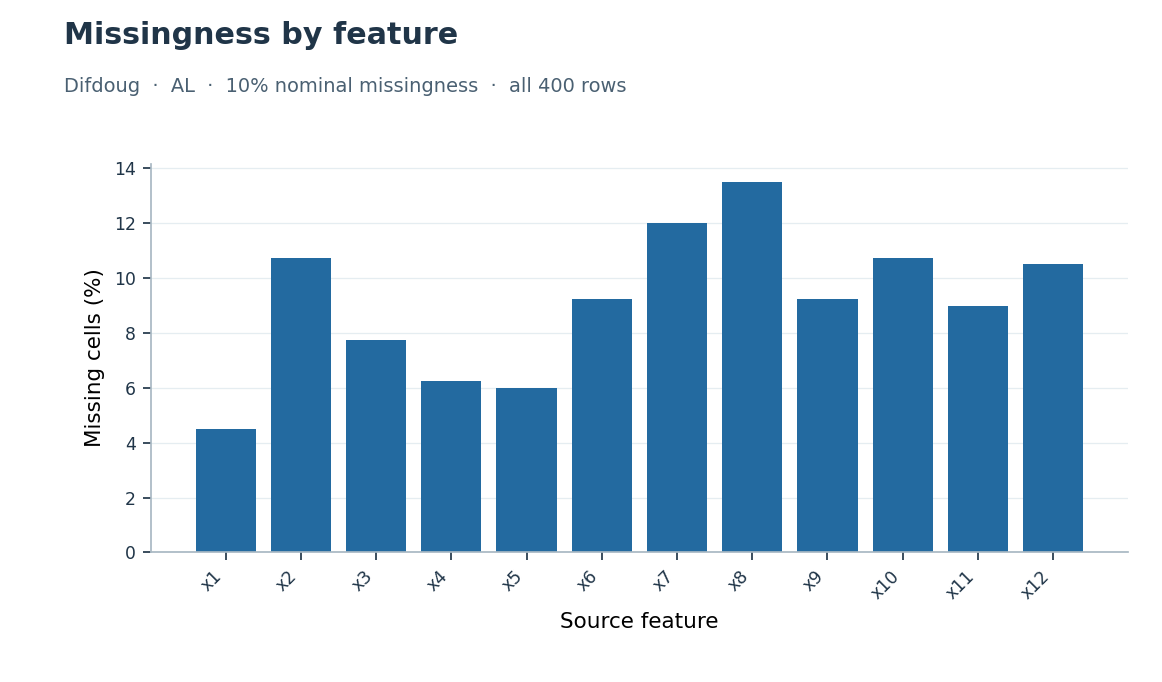 Missingness by feature
Difdoug · AL · 10% nominal missingness · all 400 rows
14
12
10
8
6
4
2
0
Missing cells (%)
x1 x2 x3 x4 x5 x6 x7 x8 x9 x10 x11 x12
Source feature